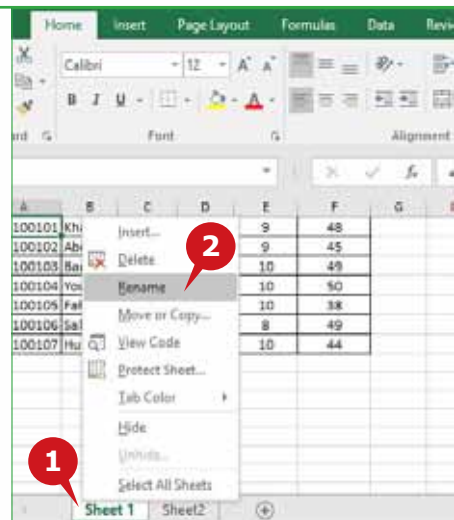 Home Insert Page Layout Formulas Data
Calibri 12 A A
B I U A
Font Alignment
A B C D E F G
100101 9 48
100102 9 45
100103 10 49
100104 10 50
100105 10 38
100106 8 49
100107 10 44
Insert...
Delete
2
Rename
Move or Copy...
View Code
Protect Sheet...
Tab Color
Hide
Unhide...
Select All Sheets
1
Sheet 1 Sheet2